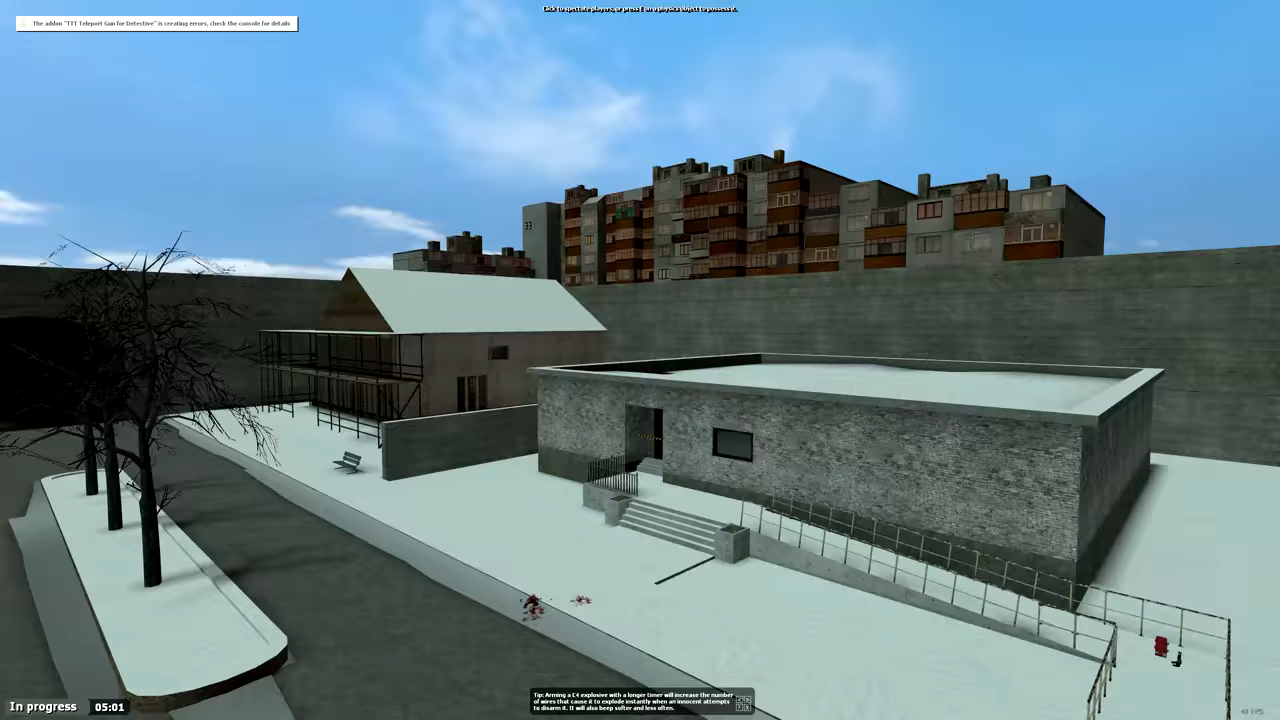 Click to spectate players, or press E on a physics object to possess it.
The addon "TTT Teleport Gun for Detective" is creating errors, check the console for details
33
Tip: Arming a C4 explosive with a longer timer will increase the number
of wires that cause it to explode instantly when an innocent attempts
to disarm it. It will also beep softer and less often.
In progress 05:01
FPS